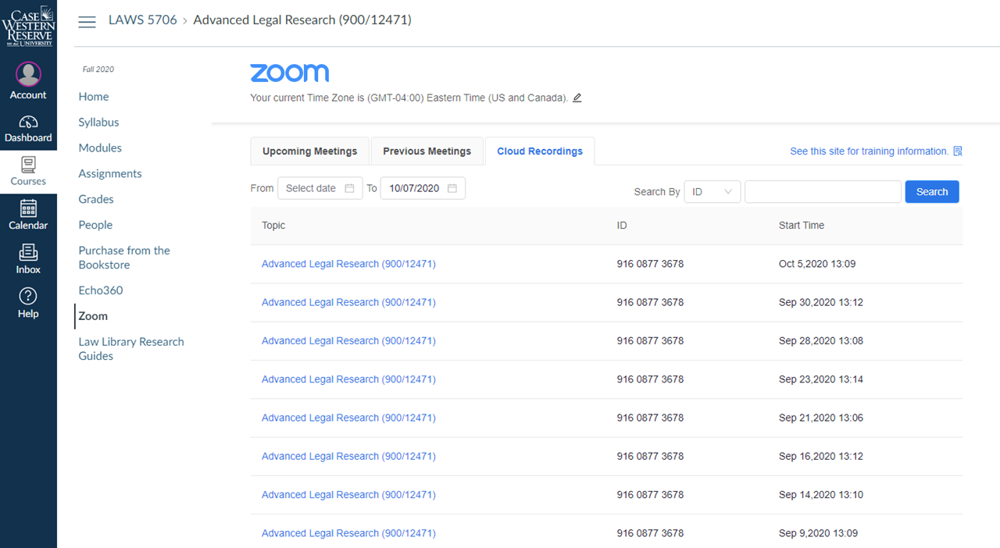 CASE
WESTERN
RESERVE
UNIVERSITY
Account
Dashboard
Courses
Calendar
Inbox
Help
LAWS 5706 › Advanced Legal Research (900/12471)
Fall 2020
Home
Syllabus
Modules
Assignments
Grades
People
Purchase from the
Bookstore
Echo360
Zoom
Law Library Research
Guides
zoom
Your current Time Zone is (GMT-04:00) Eastern Time (US and Canada).
Upcoming Meetings Previous Meetings Cloud Recordings See this site for training information.
From Select date To 10/07/2020 Search By ID Search
Topic ID Start Time
Advanced Legal Research (900/12471) 916 0877 3678 Oct 5,2020 13:09
Advanced Legal Research (900/12471) 916 0877 3678 Sep 30,2020 13:12
Advanced Legal Research (900/12471) 916 0877 3678 Sep 28,2020 13:08
Advanced Legal Research (900/12471) 916 0877 3678 Sep 23,2020 13:14
Advanced Legal Research (900/12471) 916 0877 3678 Sep 21,2020 13:06
Advanced Legal Research (900/12471) 916 0877 3678 Sep 16,2020 13:12
Advanced Legal Research (900/12471) 916 0877 3678 Sep 14,2020 13:10
Advanced Legal Research (900/12471) 916 0877 3678 Sep 9,2020 13:09